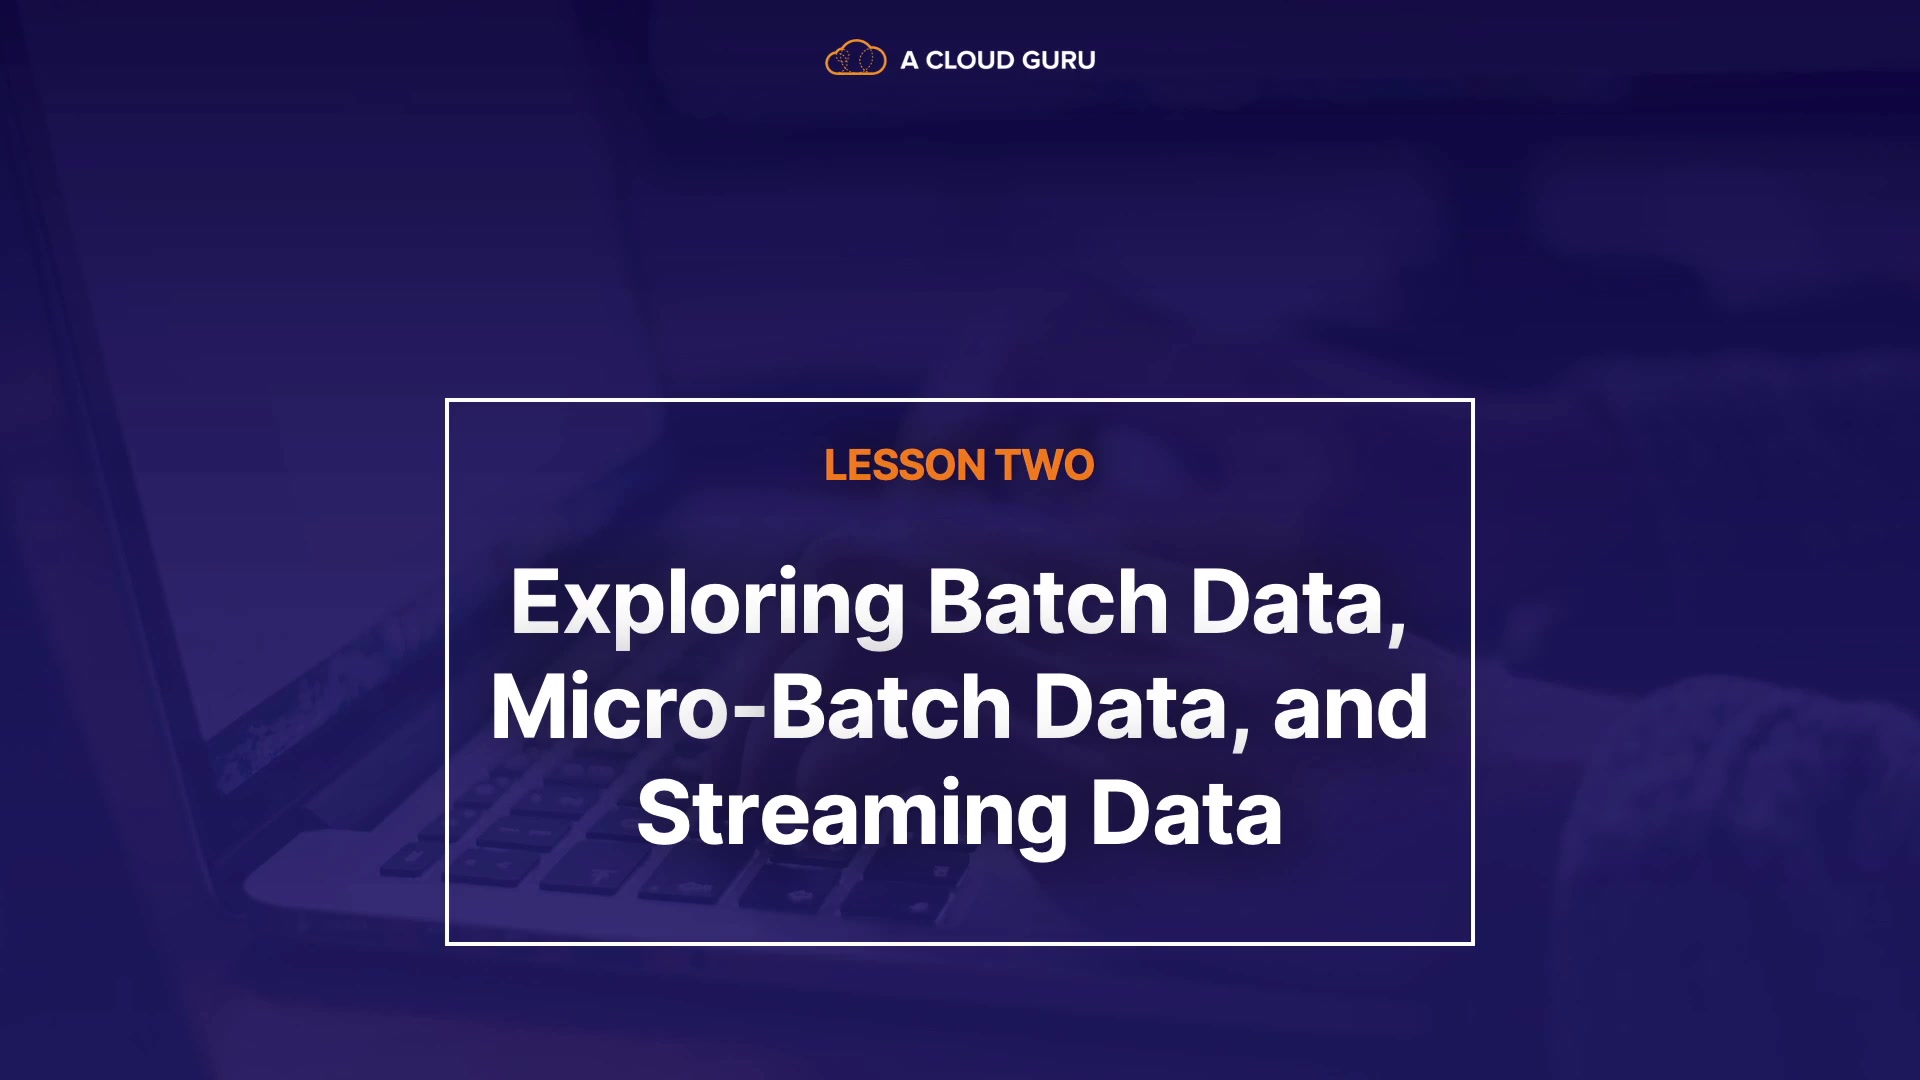 A CLOUD GURU
LESSON TWO
Exploring Batch Data,
Micro-Batch Data, and
Streaming Data